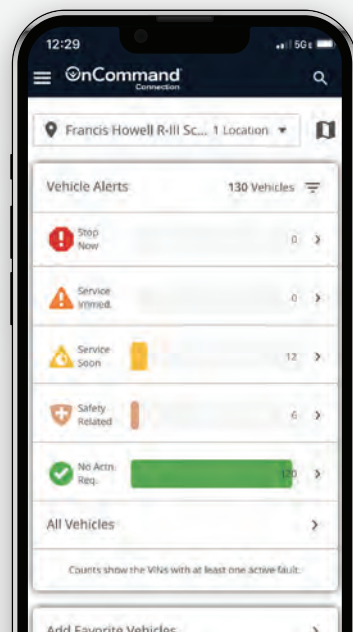 12:29
5G E
OnCommand
Connection
Francis Howell R-III Sc... 1 Location
Vehicle Alerts 130 Vehicles
Stop
Now 0
Service
Immed. 0
Service
Soon 12
Safety
Related 6
No Actn.
Req. 120
All Vehicles
Counts show the VINs with at least one active fault.
Add Favorite Vehicles